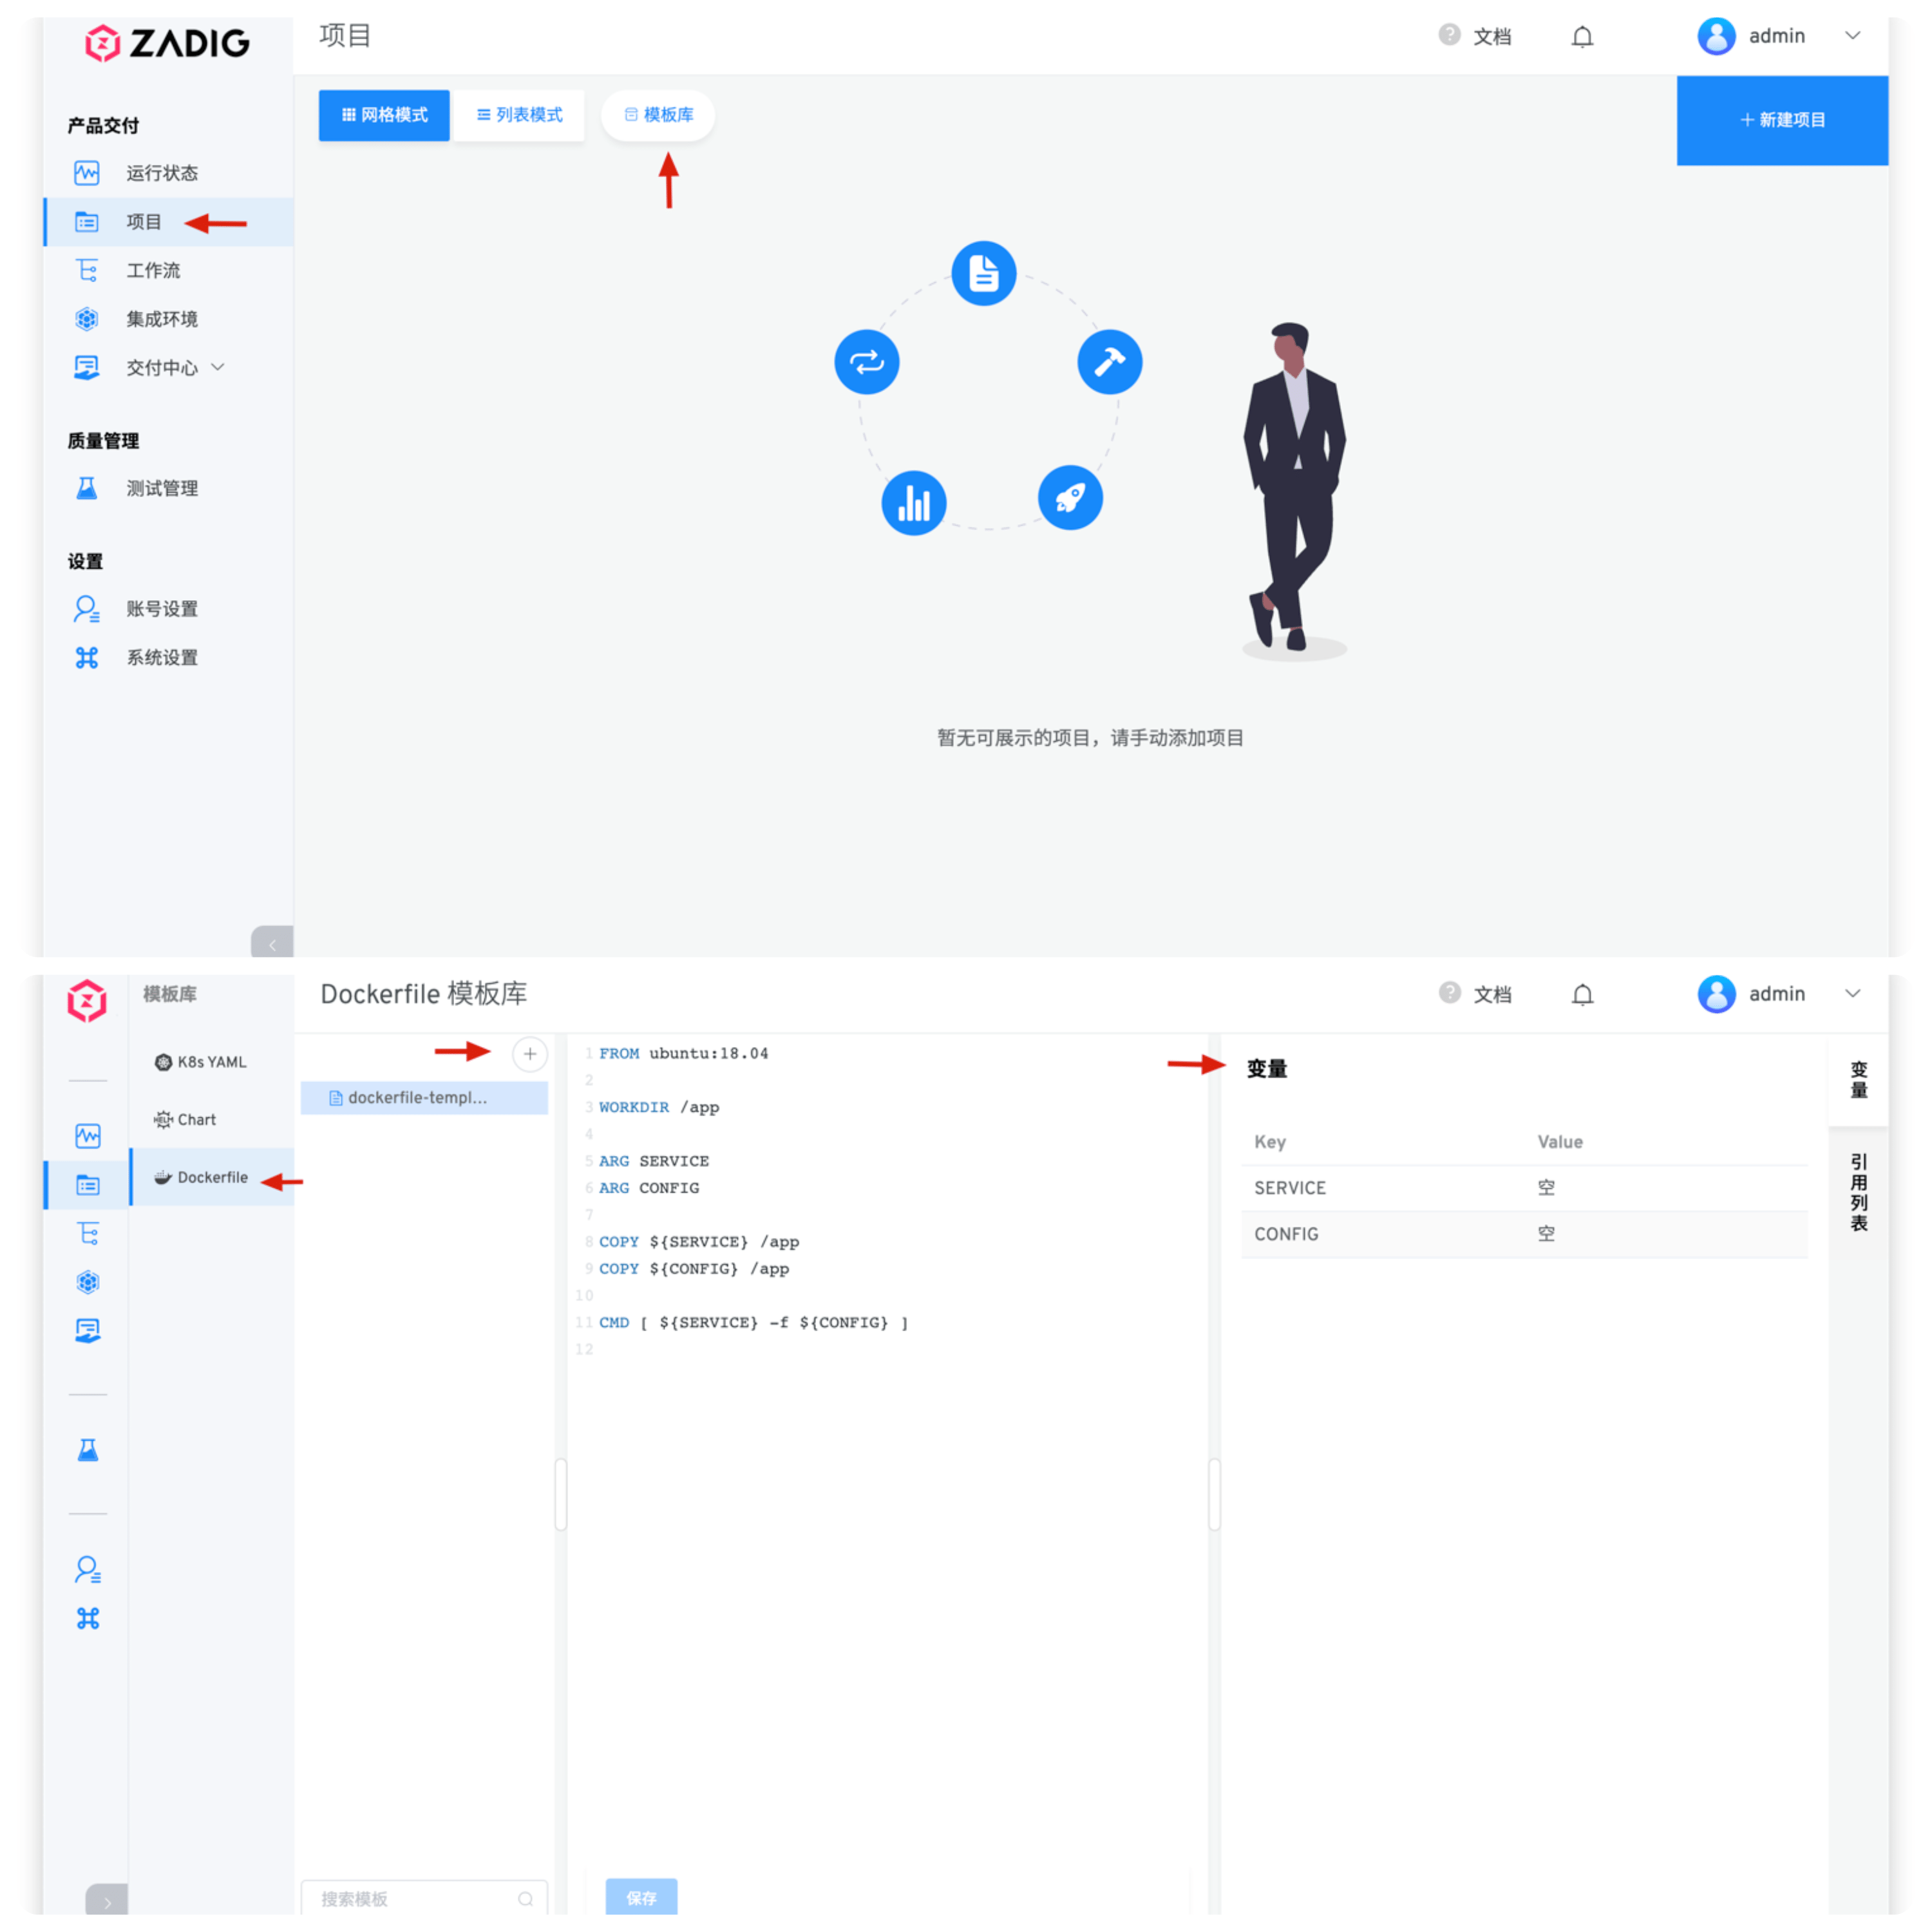 ZADIG
项目
文档
admin
产品交付
运行状态
项目
工作流
集成环境
交付中心
质量管理
测试管理
设置
账号设置
系统设置
网格模式
列表模式
模板库
新建项目
暂无可展示的项目，请手动添加项目
模板库
K8s YAML
HELM Chart
Dockerfile
Dockerfile 模板库
文档
admin
dockerfile-templ...
搜索模板
1 FROM ubuntu:18.04
2
3 WORKDIR /app
4
5 ARG SERVICE
6 ARG CONFIG
7
8 COPY ${SERVICE} /app
9 COPY ${CONFIG} /app
10
11 CMD [ ${SERVICE} -f ${CONFIG} ]
12
保存
变量
Key Value
SERVICE 空
CONFIG 空
变量
引用列表